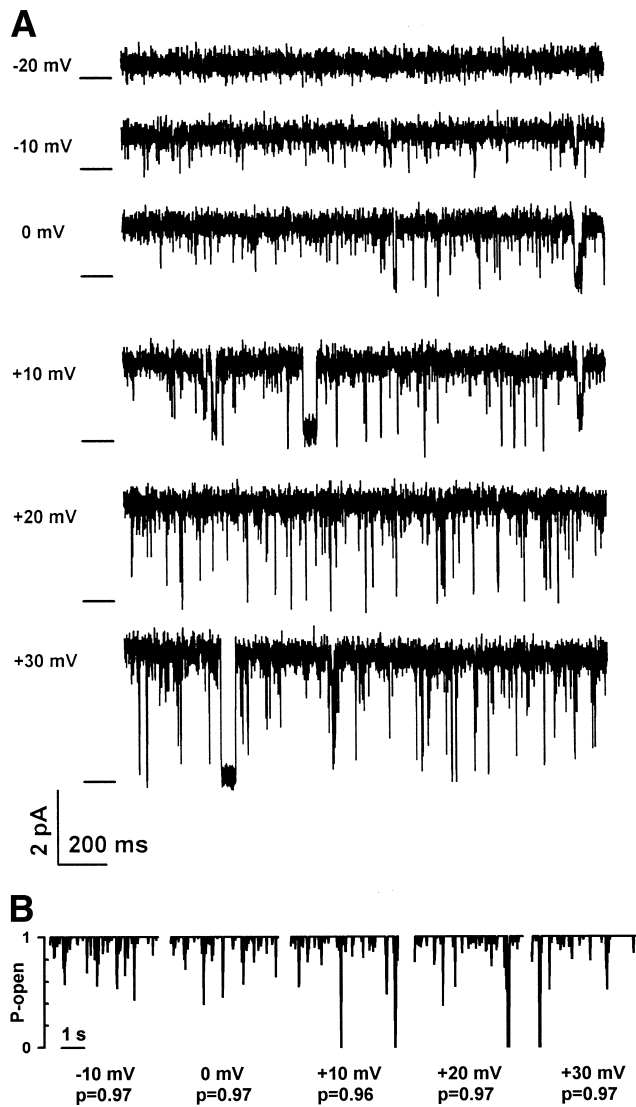 A
-20 mV
-10 mV
0 mV
+10 mV
+20 mV
+30 mV
2 pA
200 ms
B
1
P-open
0
1 s
-10 mV 0 mV +10 mV +20 mV +30 mV
p=0.97 p=0.97 p=0.96 p=0.97 p=0.97